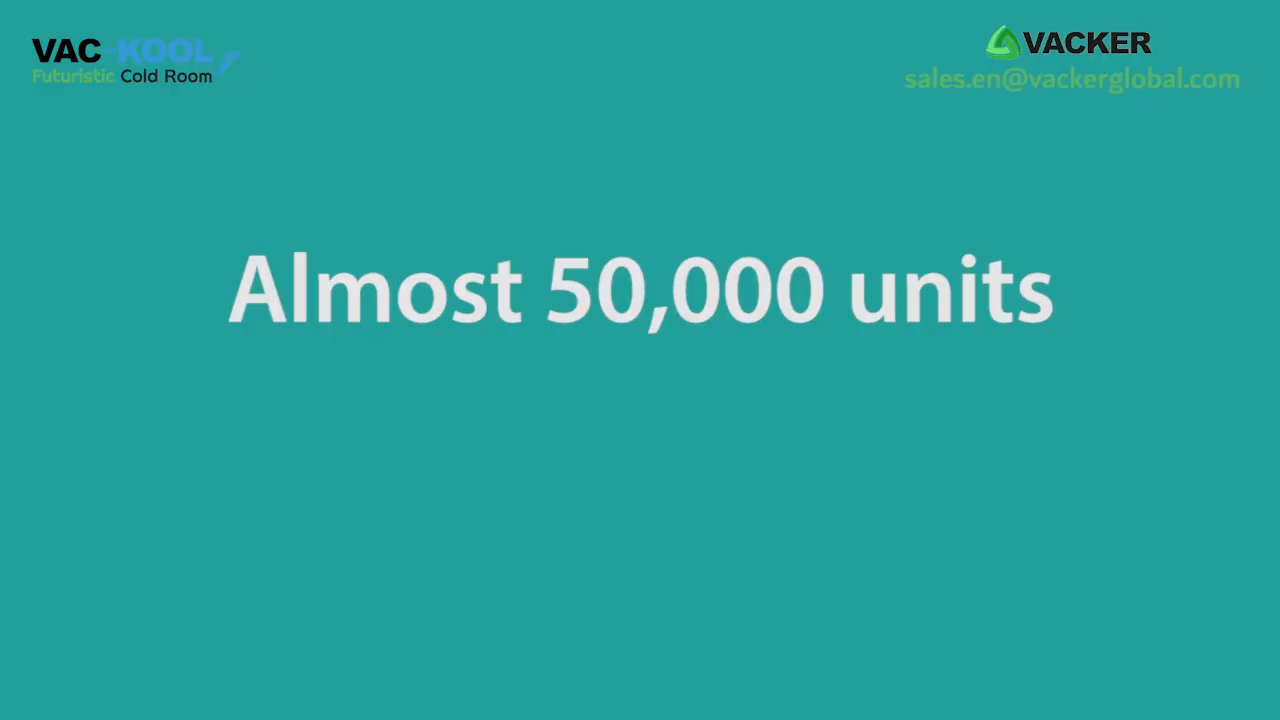 VAC-KOOL
Futuristic Cold Room
VACKER
sales.en@vackerglobal.com
Almost 50,000 units